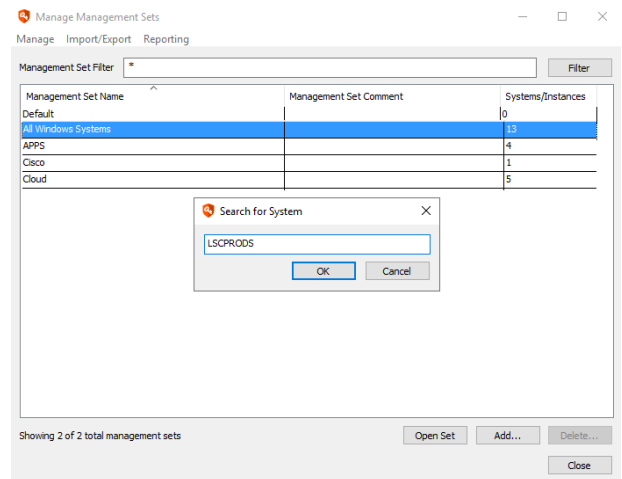 Manage Management Sets
Manage Import/Export Reporting
Management Set Filter * Filter
Management Set Name Management Set Comment Systems/Instances
Default 0
All Windows Systems 13
APPS 4
Cisco 1
Cloud 5
Search for System
LSCPRODS
OK Cancel
Showing 2 of 2 total management sets Open Set Add... Delete...
Close